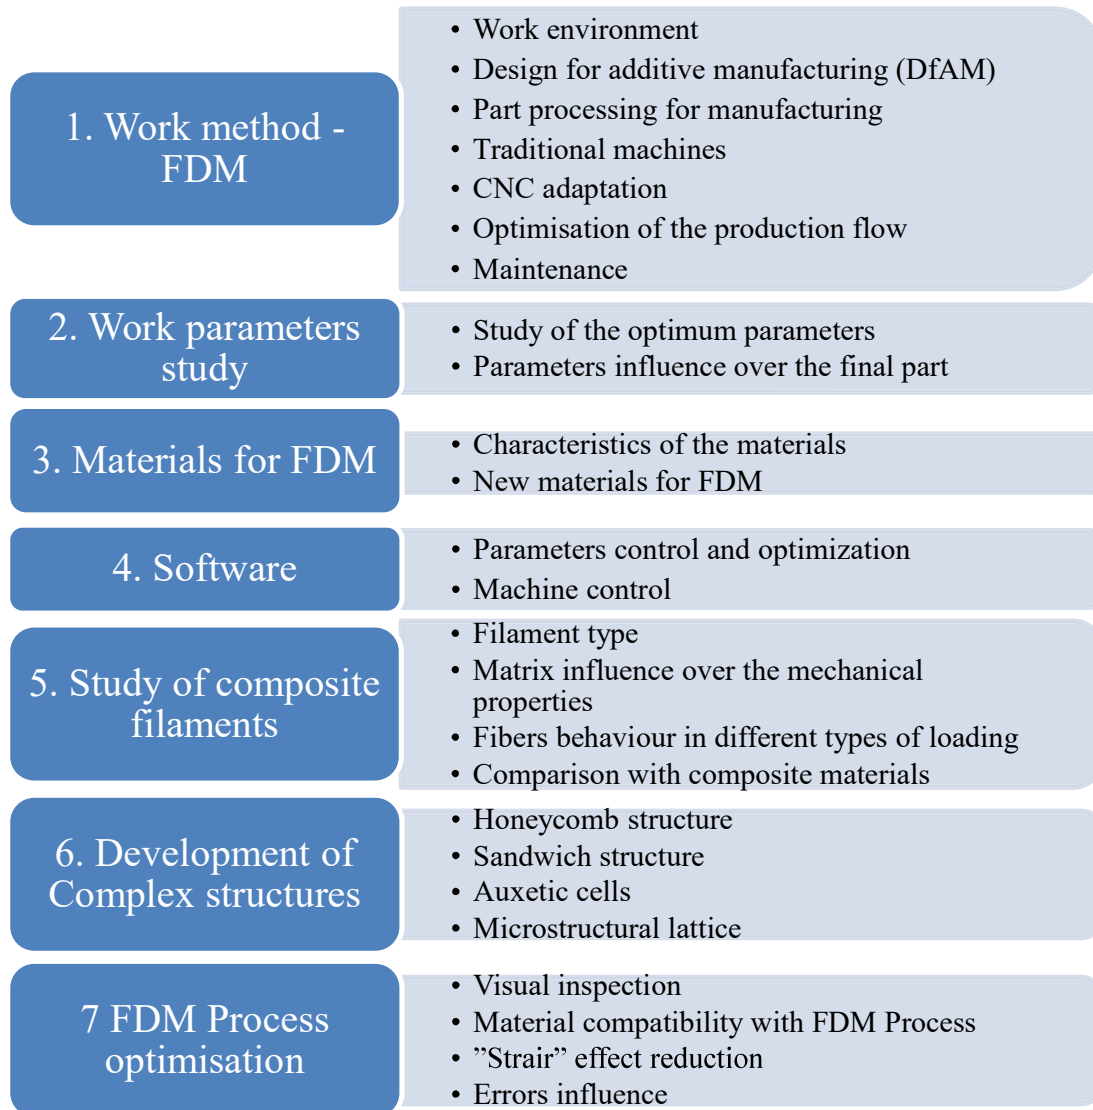 1. Work method -
FDM
• Work environment
• Design for additive manufacturing (DfAM)
• Part processing for manufacturing
• Traditional machines
• CNC adaptation
• Optimisation of the production flow
• Maintenance
2. Work parameters
study
• Study of the optimum parameters
• Parameters influence over the final part
3. Materials for FDM
• Characteristics of the materials
• New materials for FDM
4. Software
• Parameters control and optimization
• Machine control
5. Study of composite
filaments
• Filament type
• Matrix influence over the mechanical
properties
• Fibers behaviour in different types of loading
• Comparison with composite materials
6. Development of
Complex structures
• Honeycomb structure
• Sandwich structure
• Auxetic cells
• Microstructural lattice
7 FDM Process
optimisation
• Visual inspection
• Material compatibility with FDM Process
• ”Strair” effect reduction
• Errors influence